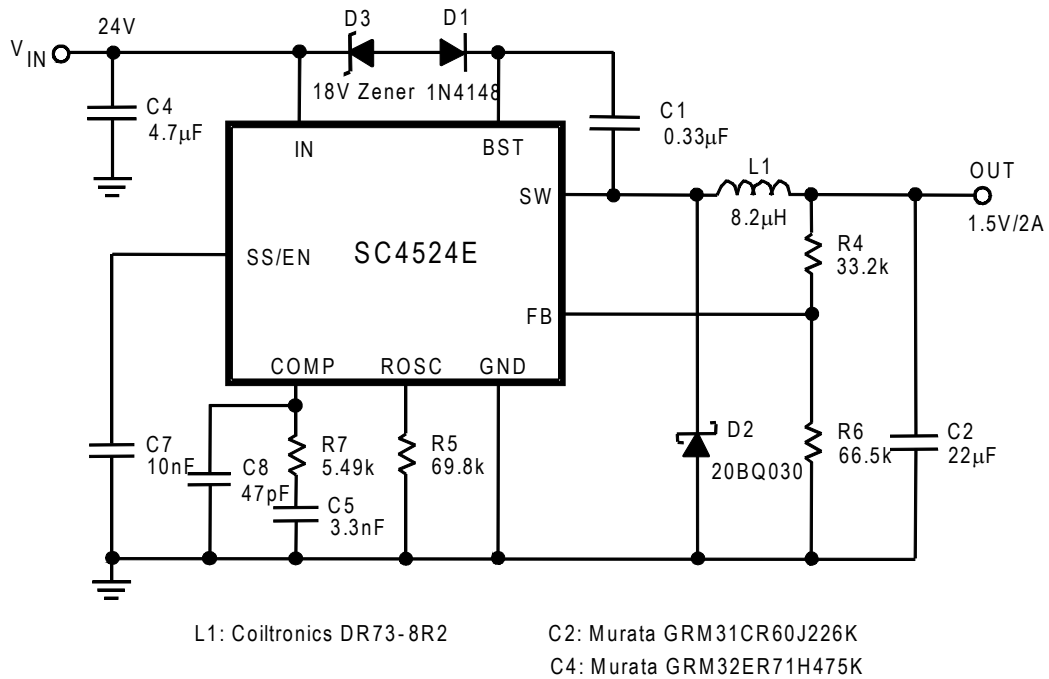 D3 D1
24V
V IN
18V Zener 1N4148
C4
4.7μF
C1
0.33μF
IN BST
L1
OUT
SW
8.2μH
1.5V/2A
R4
33.2k
SS/EN
SC4524E
FB
COMP ROSC GND
C7
10nF
C8
47pF
R7
5.49k
C5
3.3nF
R5
69.8k
D2
20BQ030
R6
66.5k
C2
22μF
L1: Coiltronics DR73-8R2
C2: Murata GRM31CR60J226K
C4: Murata GRM32ER71H475K